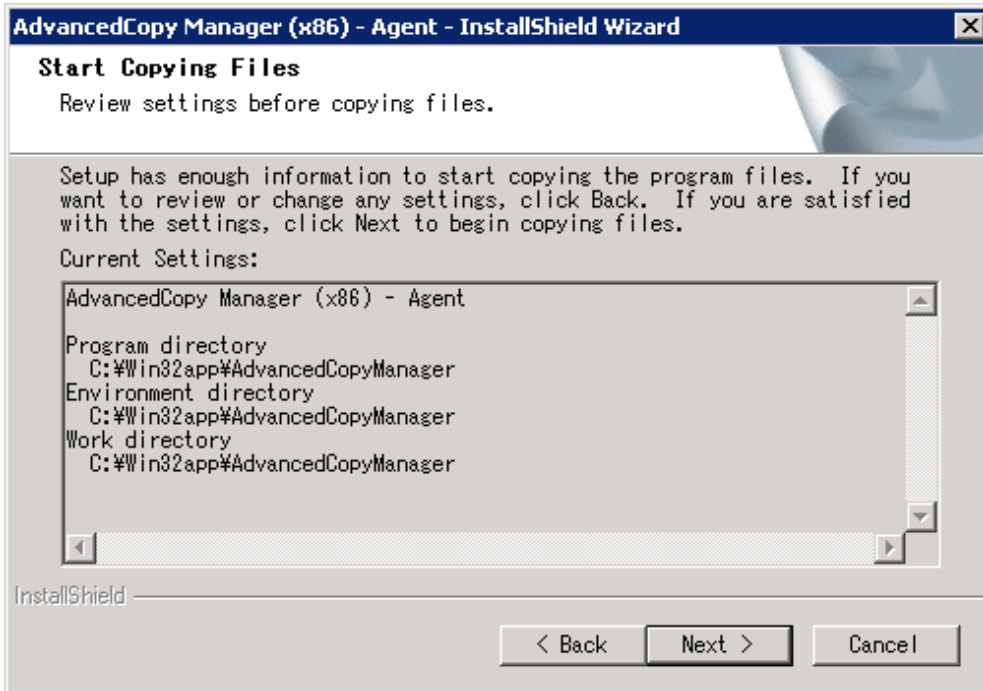 AdvancedCopy Manager (x86) - Agent - InstallShield Wizard
Start Copying Files
Review settings before copying files.
Setup has enough information to start copying the program files. If you
want to review or change any settings, click Back. If you are satisfied
with the settings, click Next to begin copying files.
Current Settings:
AdvancedCopy Manager (x86) - Agent
Program directory
C:¥Win32app¥AdvancedCopyManager
Environment directory
C:¥Win32app¥AdvancedCopyManager
Work directory
C:¥Win32app¥AdvancedCopyManager
InstallShield
< Back Next > Cancel